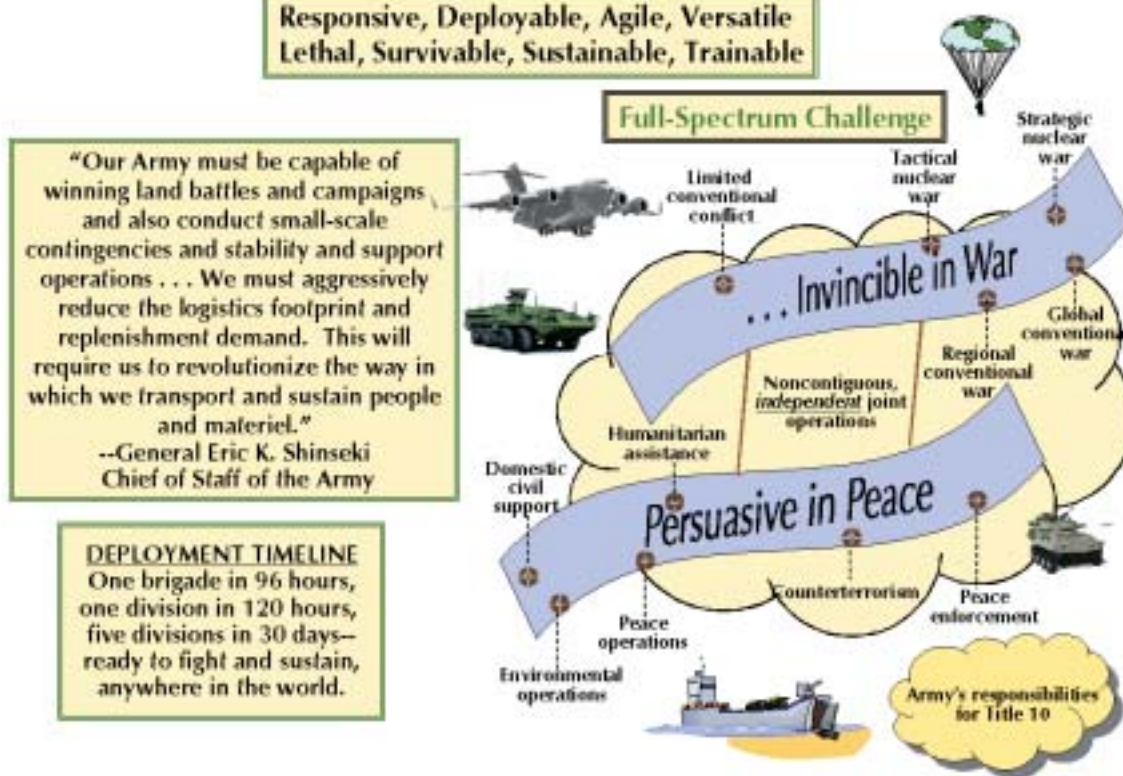 Responsive, Deployable, Agile, Versatile
Lethal, Survivable, Sustainable, Trainable
Full-Spectrum Challenge
"Our Army must be capable of
winning land battles and campaigns
and also conduct small-scale
contingencies and stability and support
operations . . . We must aggressively
reduce the logistics footprint and
replenishment demand. This will
require us to revolutionize the way in
which we transport and sustain people
and materiel."
--General Eric K. Shinseki
Chief of Staff of the Army
DEPLOYMENT TIMELINE
One brigade in 96 hours,
one division in 120 hours,
five divisions in 30 days--
ready to fight and sustain,
anywhere in the world.
Limited
conventional
conflict
Tactical
nuclear
war
Strategic
nuclear
war
. . . Invincible in War
Global
conventiona
war
Regional
conventional
war
Noncontiguous,
independent joint
operations
Humanitarian
assistance
Domestic
civil
support
Persuasive in Peace
Counterterrorism
Peace
enforcement
Peace
operations
Environmental
operations
Army's responsibilities
for Title 10